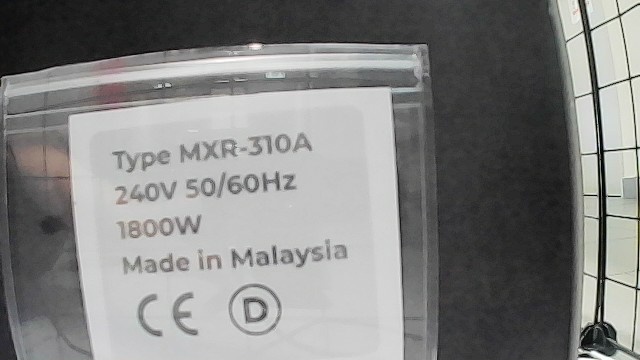 Type MXR-310A
240V 50/60Hz
1800W
Made in Malaysia
CE D